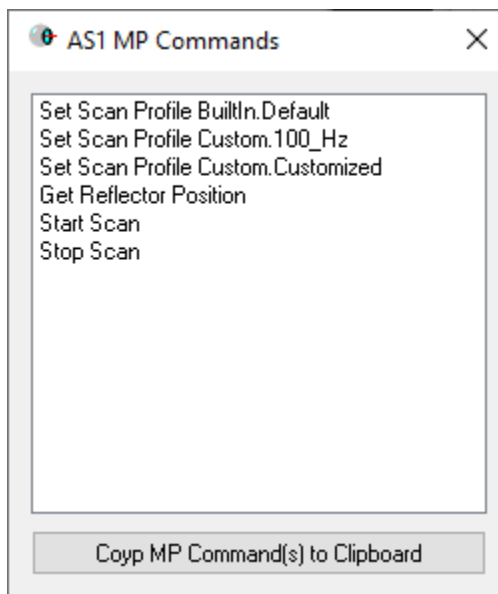 AS1 MP Commands
Set Scan Profile BuiltIn.Default
Set Scan Profile Custom.100_Hz
Set Scan Profile Custom.Customized
Get Reflector Position
Start Scan
Stop Scan
Coyp MP Command(s) to Clipboard